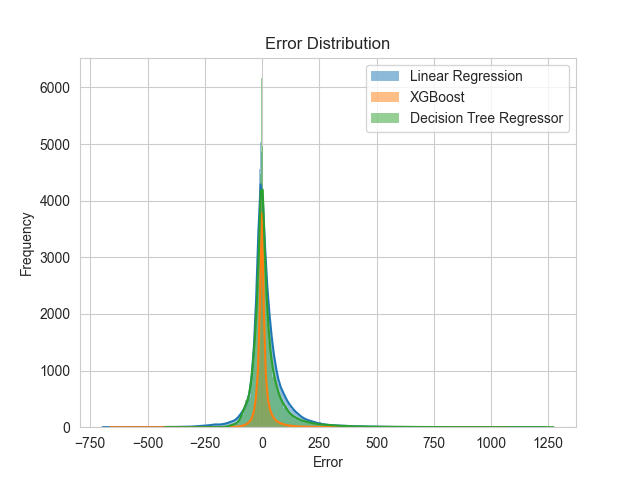 Error Distribution
Linear Regression
XGBoost
Decision Tree Regressor
6000
5000
4000
3000
2000
1000
0
Frequency
−750 −500 −250 0 250 500 750 1000 1250
Error